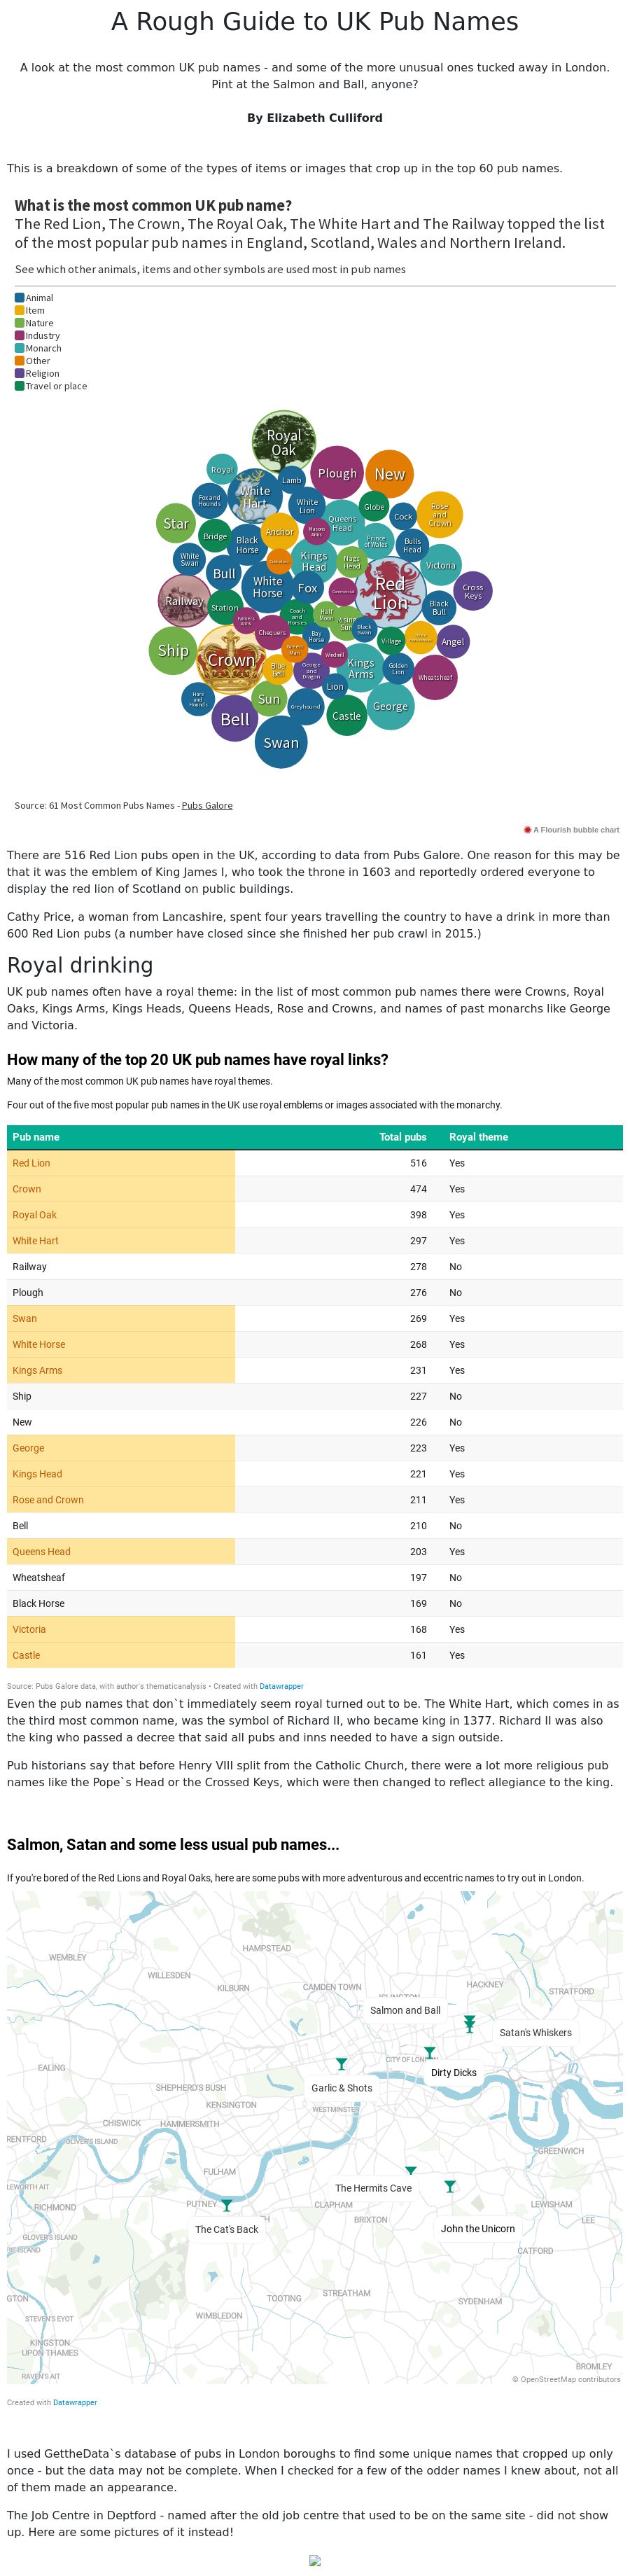 A Rough Guide to UK Pub Names
A look at the most common UK pub names - and some of the more unusual ones tucked away in London.
Pint at the Salmon and Ball, anyone?
By Elizabeth Culliford
This is a breakdown of some of the types of items or images that crop up in the top 60 pub names.
What is the most common UK pub name?
The Red Lion, The Crown, The Royal Oak, The White Hart and The Railway topped the list
of the most popular pub names in England, Scotland, Wales and Northern Ireland.
See which other animals, items and other symbols are used most in pub names
Animal
Item
Nature
Industry
Monarch
Other
Religion
Travel or place
Royal
Oak
Royal
Lamb
Plough
New
White
Hart
Fox and
Hounds
White
Lion
Globe
Cock
Rose
and
Crown
Star
Bridge
Black
Horse
Anchor
Masons
Arms
Queens
Head
Prince
of Wales
Bulls
Head
White
Swan
Bull
Kings
Head
Nags
Head
Victoria
White
Horse
Fox
Commercial
Red
Lion
Cross
Keys
Railway
Station
Farmers
Arms
Coach
and
Horses
Half
Moon
Black
Bull
Chequers
Bay
Horse
Black
Swan
Village
Angel
Ship
Crown
Green
Man
Windmill
Blue
Bell
George
and
Dragon
Kings
Arms
Golden
Lion
Wheatsheaf
Hare
and
Hounds
Sun
Lion
Bell
Greyhound
Castle
George
Swan
Source: 61 Most Common Pubs Names - Pubs Galore
A Flourish bubble chart
There are 516 Red Lion pubs open in the UK, according to data from Pubs Galore. One reason for this may be
that it was the emblem of King James I, who took the throne in 1603 and reportedly ordered everyone to
display the red lion of Scotland on public buildings.
Cathy Price, a woman from Lancashire, spent four years travelling the country to have a drink in more than
600 Red Lion pubs (a number have closed since she finished her pub crawl in 2015.)
Royal drinking
UK pub names often have a royal theme: in the list of most common pub names there were Crowns, Royal
Oaks, Kings Arms, Kings Heads, Queens Heads, Rose and Crowns, and names of past monarchs like George
and Victoria.
How many of the top 20 UK pub names have royal links?
Many of the most common UK pub names have royal themes.
Four out of the five most popular pub names in the UK use royal emblems or images associated with the monarchy.
Pub name Total pubs Royal theme
Red Lion 516 Yes
Crown 474 Yes
Royal Oak 398 Yes
White Hart 297 Yes
Railway 278 No
Plough 276 No
Swan 269 Yes
White Horse 268 Yes
Kings Arms 231 Yes
Ship 227 No
New 226 No
George 223 Yes
Kings Head 221 Yes
Rose and Crown 211 Yes
Bell 210 No
Queens Head 203 Yes
Wheatsheaf 197 No
Black Horse 169 No
Victoria 168 Yes
Castle 161 Yes
Source: Pubs Galore data, with author's thematicanalysis • Created with Datawrapper
Even the pub names that don`t immediately seem royal turned out to be. The White Hart, which comes in as
the third most common name, was the symbol of Richard II, who became king in 1377. Richard II was also
the king who passed a decree that said all pubs and inns needed to have a sign outside.
Pub historians say that before Henry VIII split from the Catholic Church, there were a lot more religious pub
names like the Pope`s Head or the Crossed Keys, which were then changed to reflect allegiance to the king.
Salmon, Satan and some less usual pub names...
If you're bored of the Red Lions and Royal Oaks, here are some pubs with more adventurous and eccentric names to try out in London.
HAMPSTEAD
WEMBLEY
WILLESDEN
KILBURN
CAMDEN TOWN
HACKNEY
STRATFORD
Salmon and Ball
Satan's Whiskers
CITY OF LONDON
EALING
Dirty Dicks
SHEPHERD'S BUSH
Garlic & Shots
KENSINGTON
WESTMINSTER
CHISWICK
HAMMERSMITH
OLIVER'S ISLAND
GREENWICH
FULHAM
The Hermits Cave
RICHMOND
PUTNEY
CLAPHAM
LEWISHAM
BRIXTON
LEE
The Cat's Back
John the Unicorn
GLOVER'S ISLAND
CATFORD
STREATHAM
TOOTING
SYDENHAM
WIMBLEDON
STEVEN'S EYOT
KINGSTON
UPON THAMES
BROMLEY
RAVEN'S AIT
© OpenStreetMap contributors
Created with Datawrapper
I used GettheData`s database of pubs in London boroughs to find some unique names that cropped up only
once - but the data may not be complete. When I checked for a few of the odder names I knew about, not all
of them made an appearance.
The Job Centre in Deptford - named after the old job centre that used to be on the same site - did not show
up. Here are some pictures of it instead!